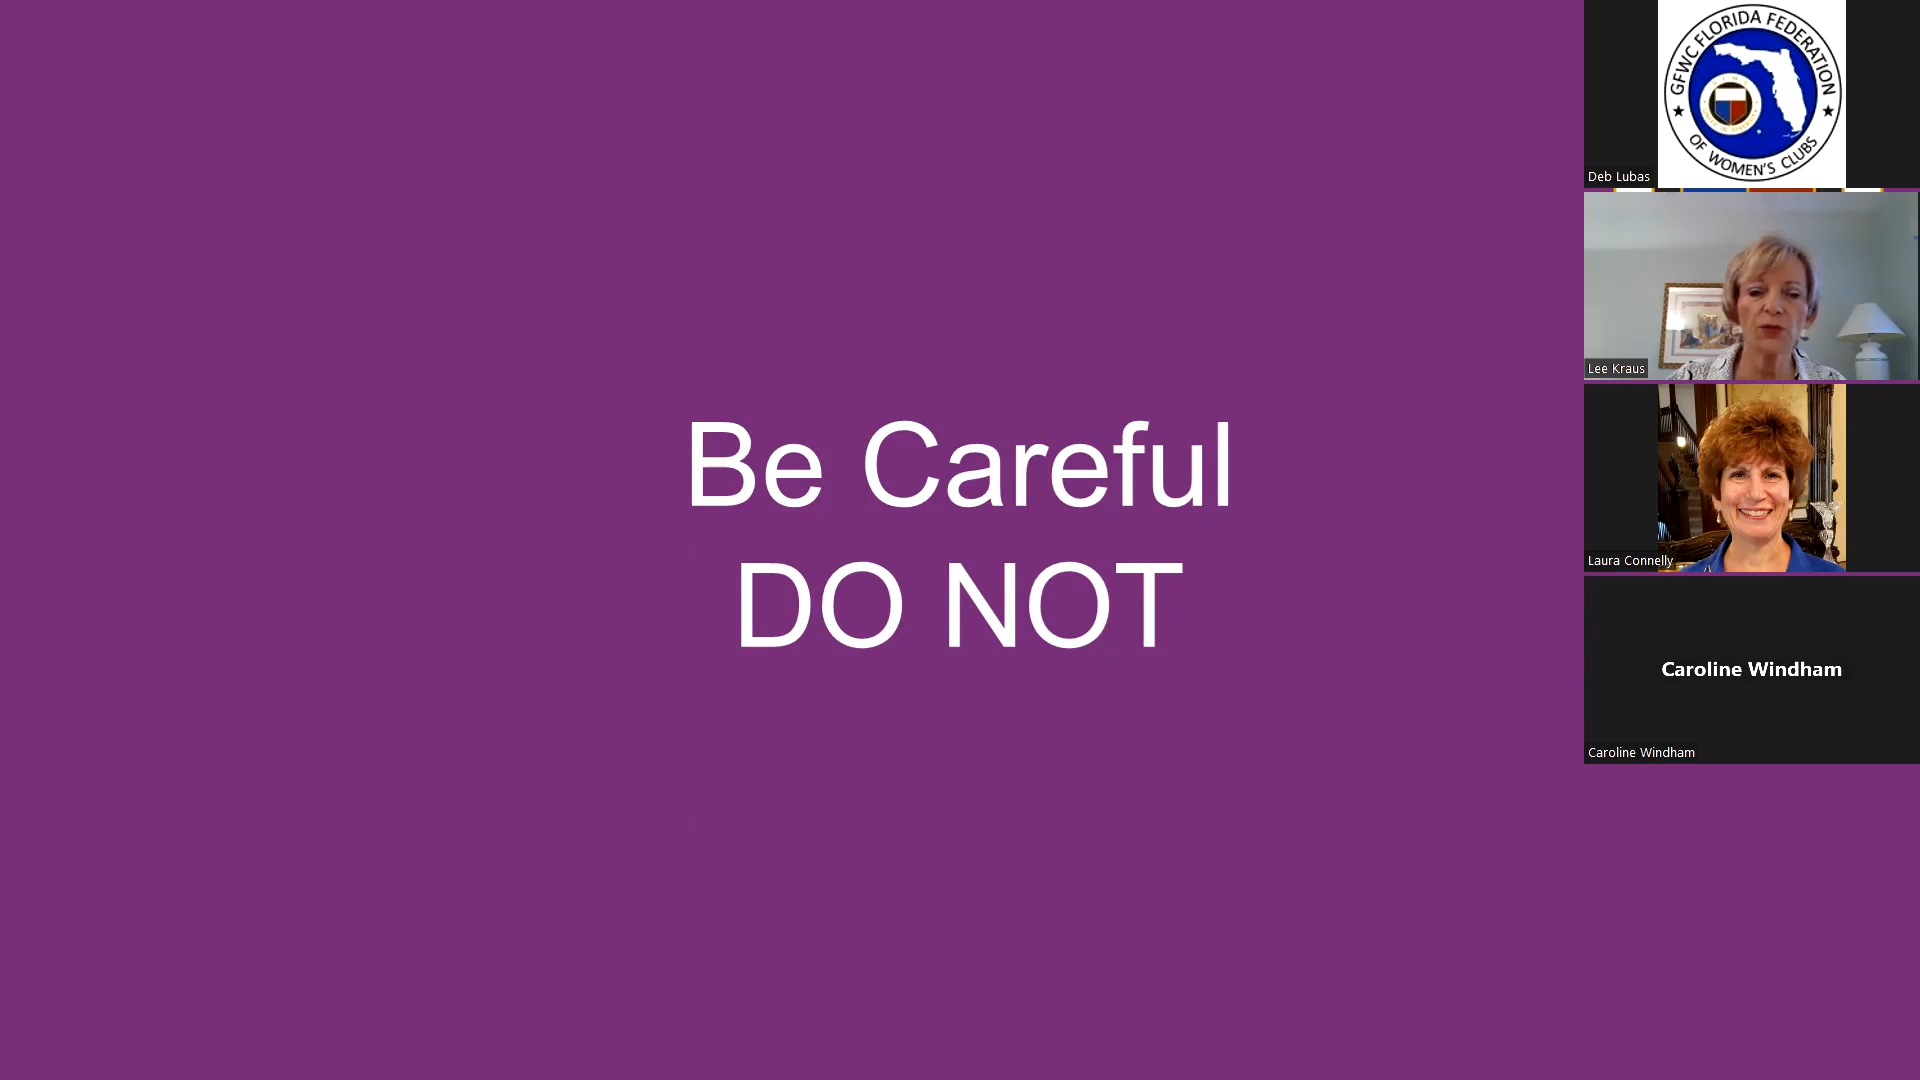 Be Careful
DO NOT
GFWC FLORIDA FEDERATION
OF WOMEN'S CLUBS
Deb Lubas
Lee Kraus
Laura Connelly
Caroline Windham
Caroline Windham